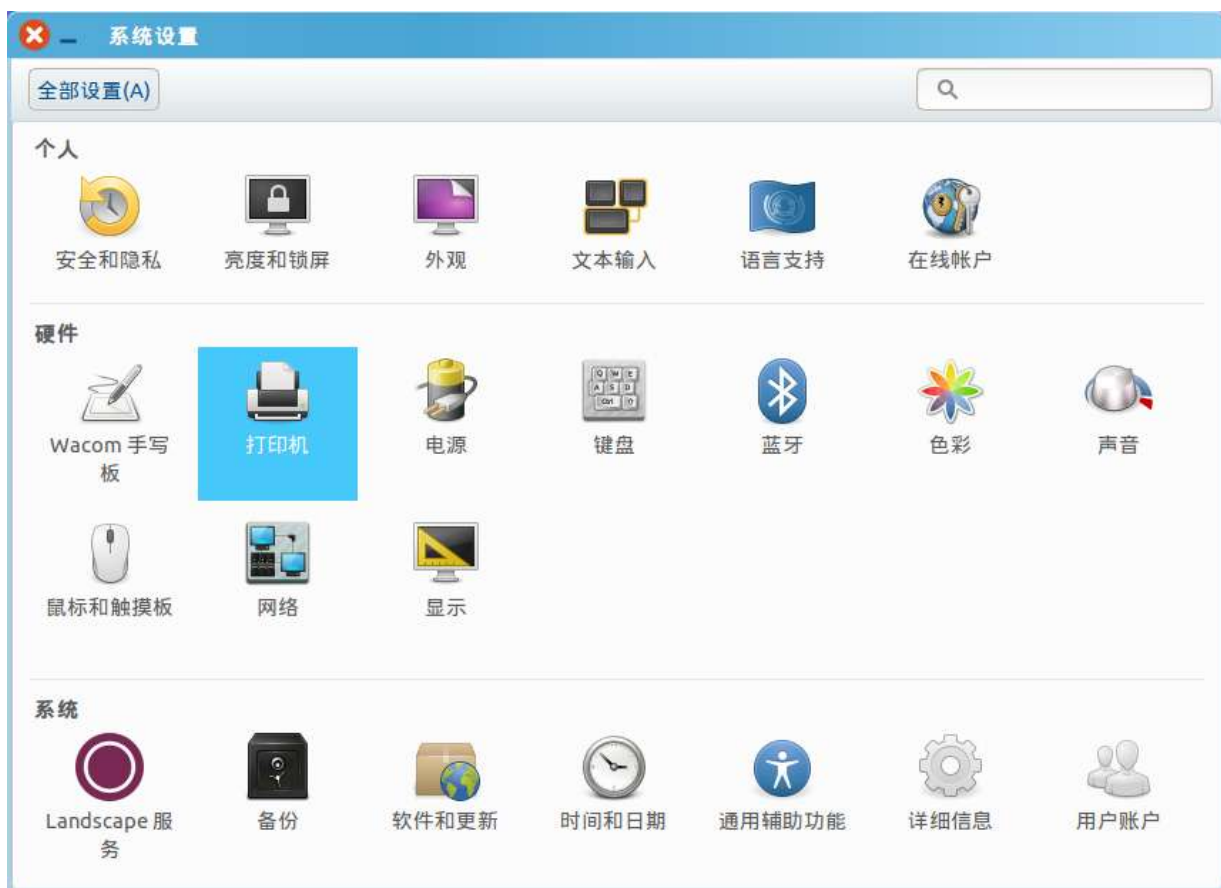 系统设置
全部设置(A)
个人
安全和隐私 亮度和锁屏 外观 文本输入 语言支持 在线帐户
硬件
Wacom 手写 打印机 电源 键盘 蓝牙 色彩 声音
板
鼠标和触摸板 网络 显示
系统
Landscape 服 备份 软件和更新 时间和日期 通用辅助功能 详细信息 用户账户
务